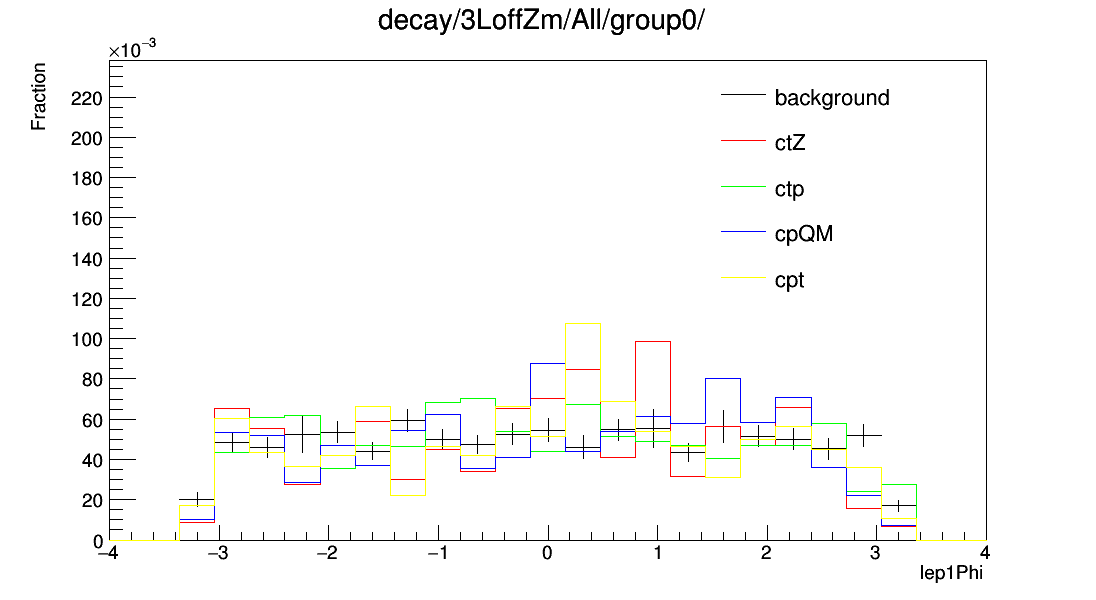 decay/3LoffZm/All/group0/
×10⁻³
Fraction
220
200
180
160
140
120
100
80
60
40
20
0
background
ctZ
ctp
cpQM
cpt
−4 −3 −2 −1 0 1 2 3 4
lep1Phi